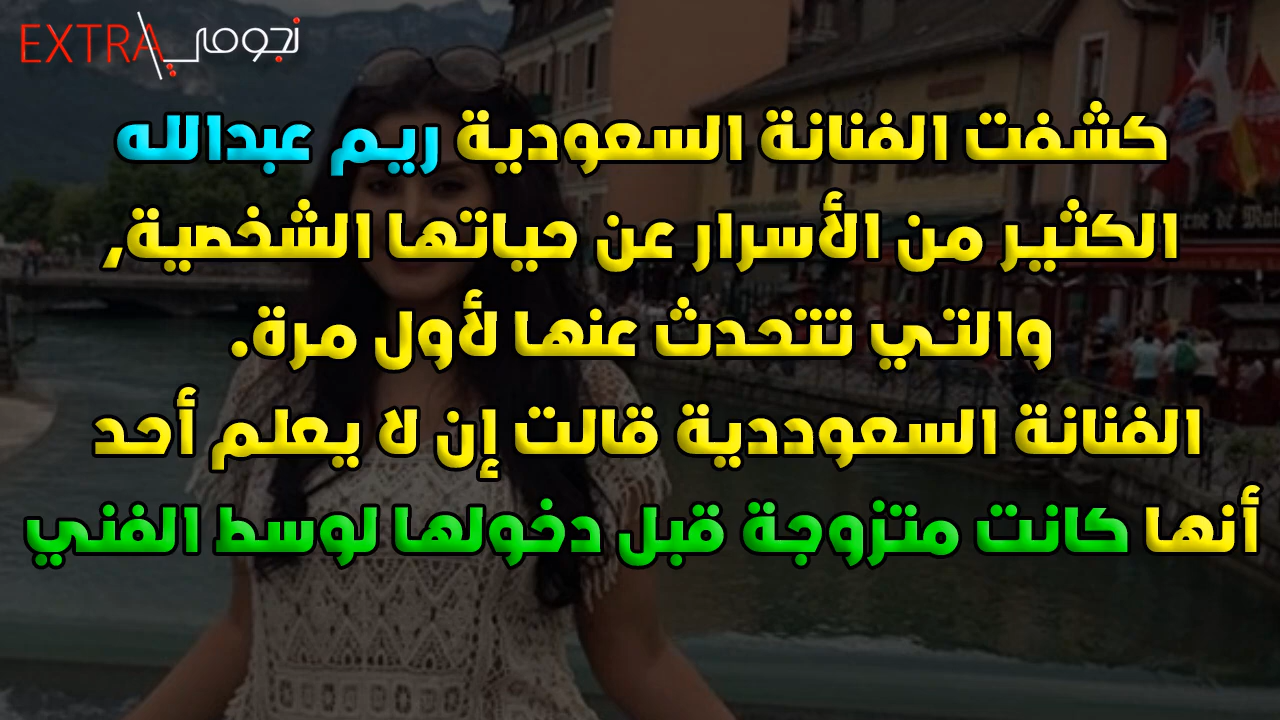 EXTRA نجومي
كشفت الفنانة السعودية ريم عبدالله
الكثير من الأسرار عن حياتها الشخصية,
والتي تتحدث عنها لأول مرة.
الفنانة السعوددية قالت إن لا يعلم أحد
أنها كانت متزوجة قبل دخولها لوسط الفني